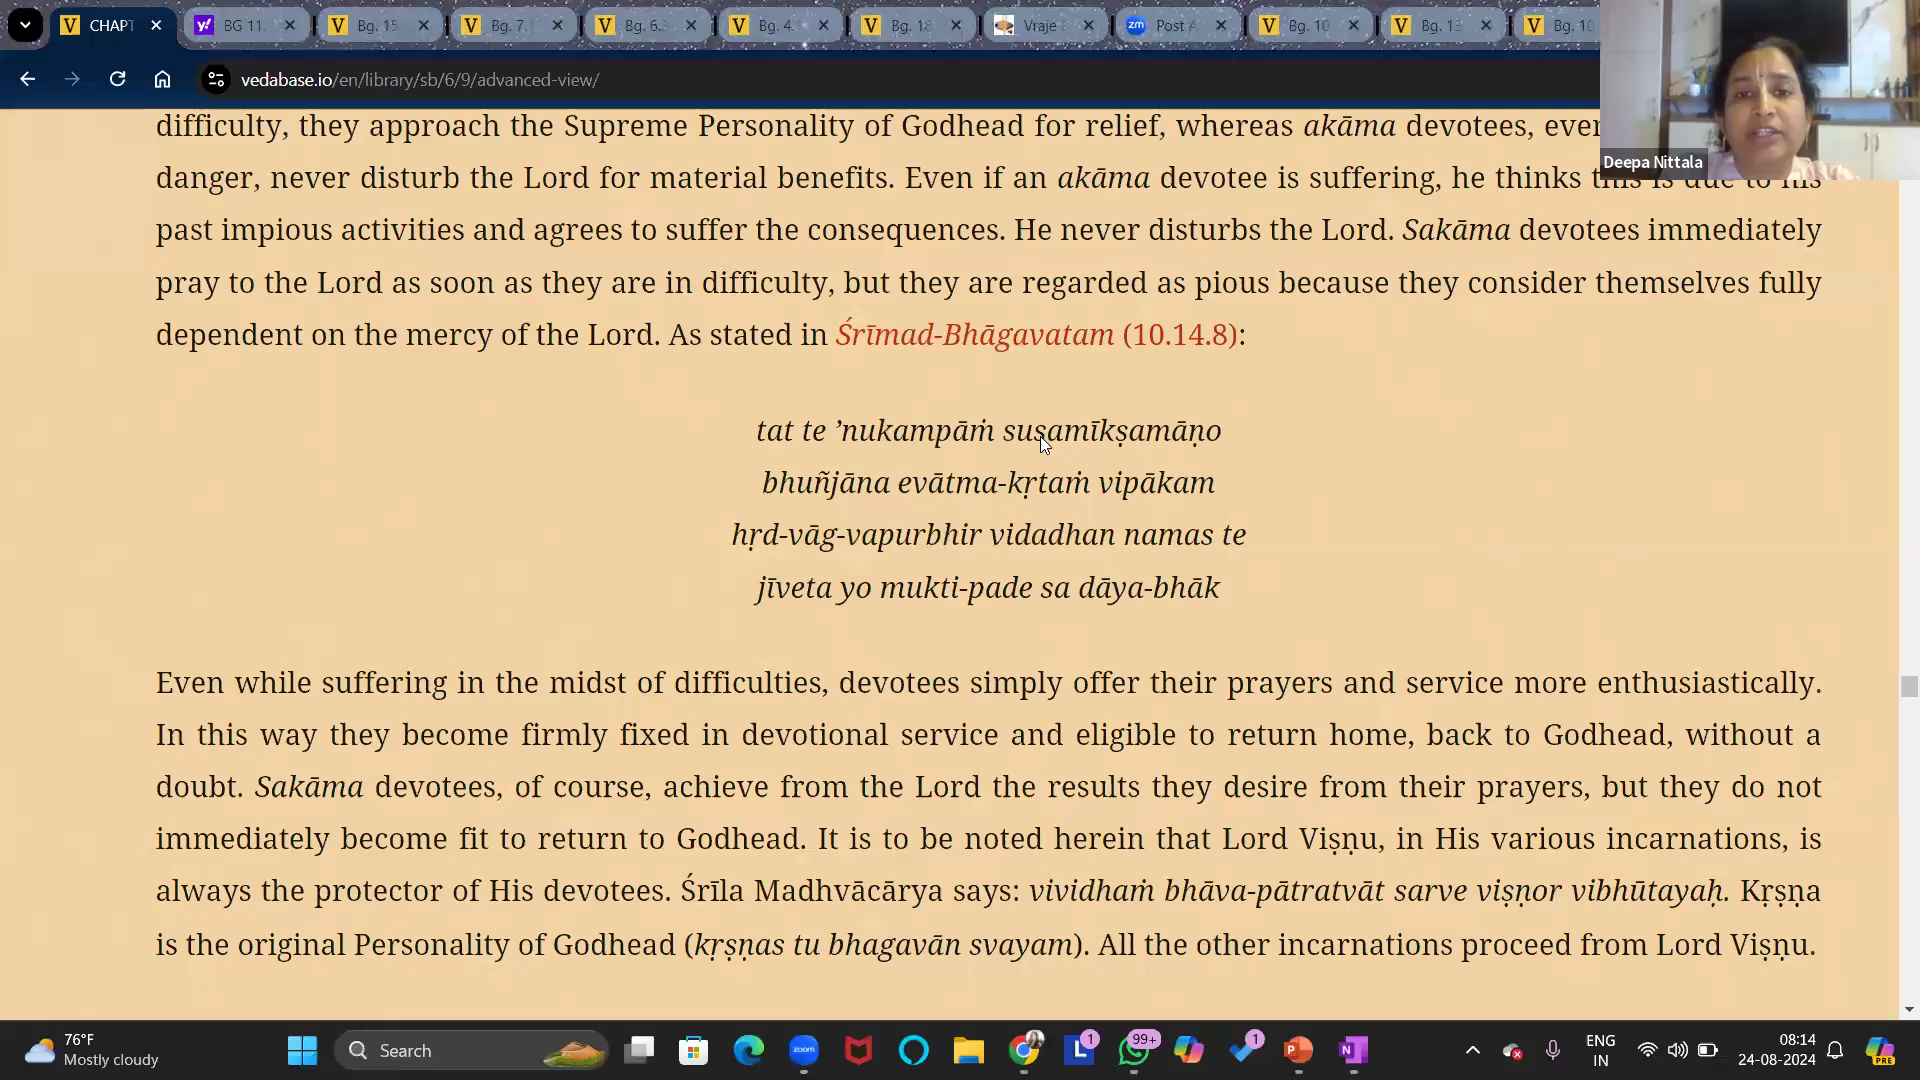 CHAPT
BG 11.
Bg. 15
Bg. 7.1
Bg. 6.3
Bg. 4.
Bg. 18
Vraje
zm
Post A
Bg. 10
Bg. 13
Bg. 10
vedabase.io/en/library/sb/6/9/advanced-view/
Deepa Nittala
difficulty, they approach the Supreme Personality of Godhead for relief, whereas akāma devotees, even
danger, never disturb the Lord for material benefits. Even if an akāma devotee is suffering, he thinks this is due to his
past impious activities and agrees to suffer the consequences. He never disturbs the Lord. Sakāma devotees immediately
pray to the Lord as soon as they are in difficulty, but they are regarded as pious because they consider themselves fully
dependent on the mercy of the Lord. As stated in Śrīmad-Bhāgavatam (10.14.8):
tat te ’nukampāṁ susamīkṣamāṇo
bhuñjāna evātma-kṛtaṁ vipākam
hṛd-vāg-vapurbhir vidadhan namas te
jīveta yo mukti-pade sa dāya-bhāk
Even while suffering in the midst of difficulties, devotees simply offer their prayers and service more enthusiastically.
In this way they become firmly fixed in devotional service and eligible to return home, back to Godhead, without a
doubt. Sakāma devotees, of course, achieve from the Lord the results they desire from their prayers, but they do not
immediately become fit to return to Godhead. It is to be noted herein that Lord Viṣṇu, in His various incarnations, is
always the protector of His devotees. Śrīla Madhvācārya says: vividhaṁ bhāva-pātratvāt sarve viṣṇor vibhūtayaḥ. Kṛṣṇa
is the original Personality of Godhead (kṛṣṇas tu bhagavān svayam). All the other incarnations proceed from Lord Viṣṇu.
76°F
Mostly cloudy
Search
zoom
1
99+
1
ENG
IN
08:14
24-08-2024
PRE